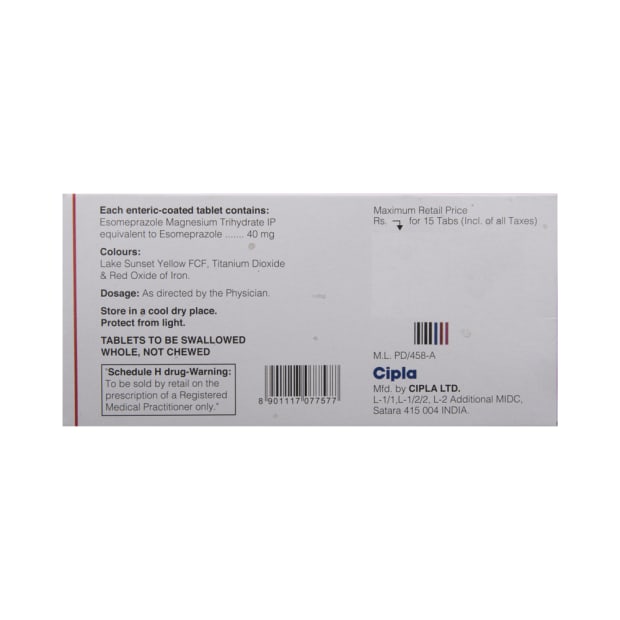 Each enteric-coated tablet contains:
Esomeprazole Magnesium Trihydrate IP
equivalent to Esomeprazole ....... 40 mg
Colours:
Lake Sunset Yellow FCF, Titanium Dioxide
& Red Oxide of Iron.
Dosage: As directed by the Physician.
Store in a cool dry place.
Protect from light.
TABLETS TO BE SWALLOWED
WHOLE, NOT CHEWED
"Schedule H drug-Warning:
To be sold by retail on the
prescription of a Registered
Medical Practitioner only."
8 901117 077577
Maximum Retail Price
Rs. for 15 Tabs (Incl. of all Taxes)
M.L. PD/458-A
Cipla
Mfd. by CIPLA LTD.
L-1/1,L-1/2/2, L-2 Additional MIDC,
Satara 415 004 INDIA.